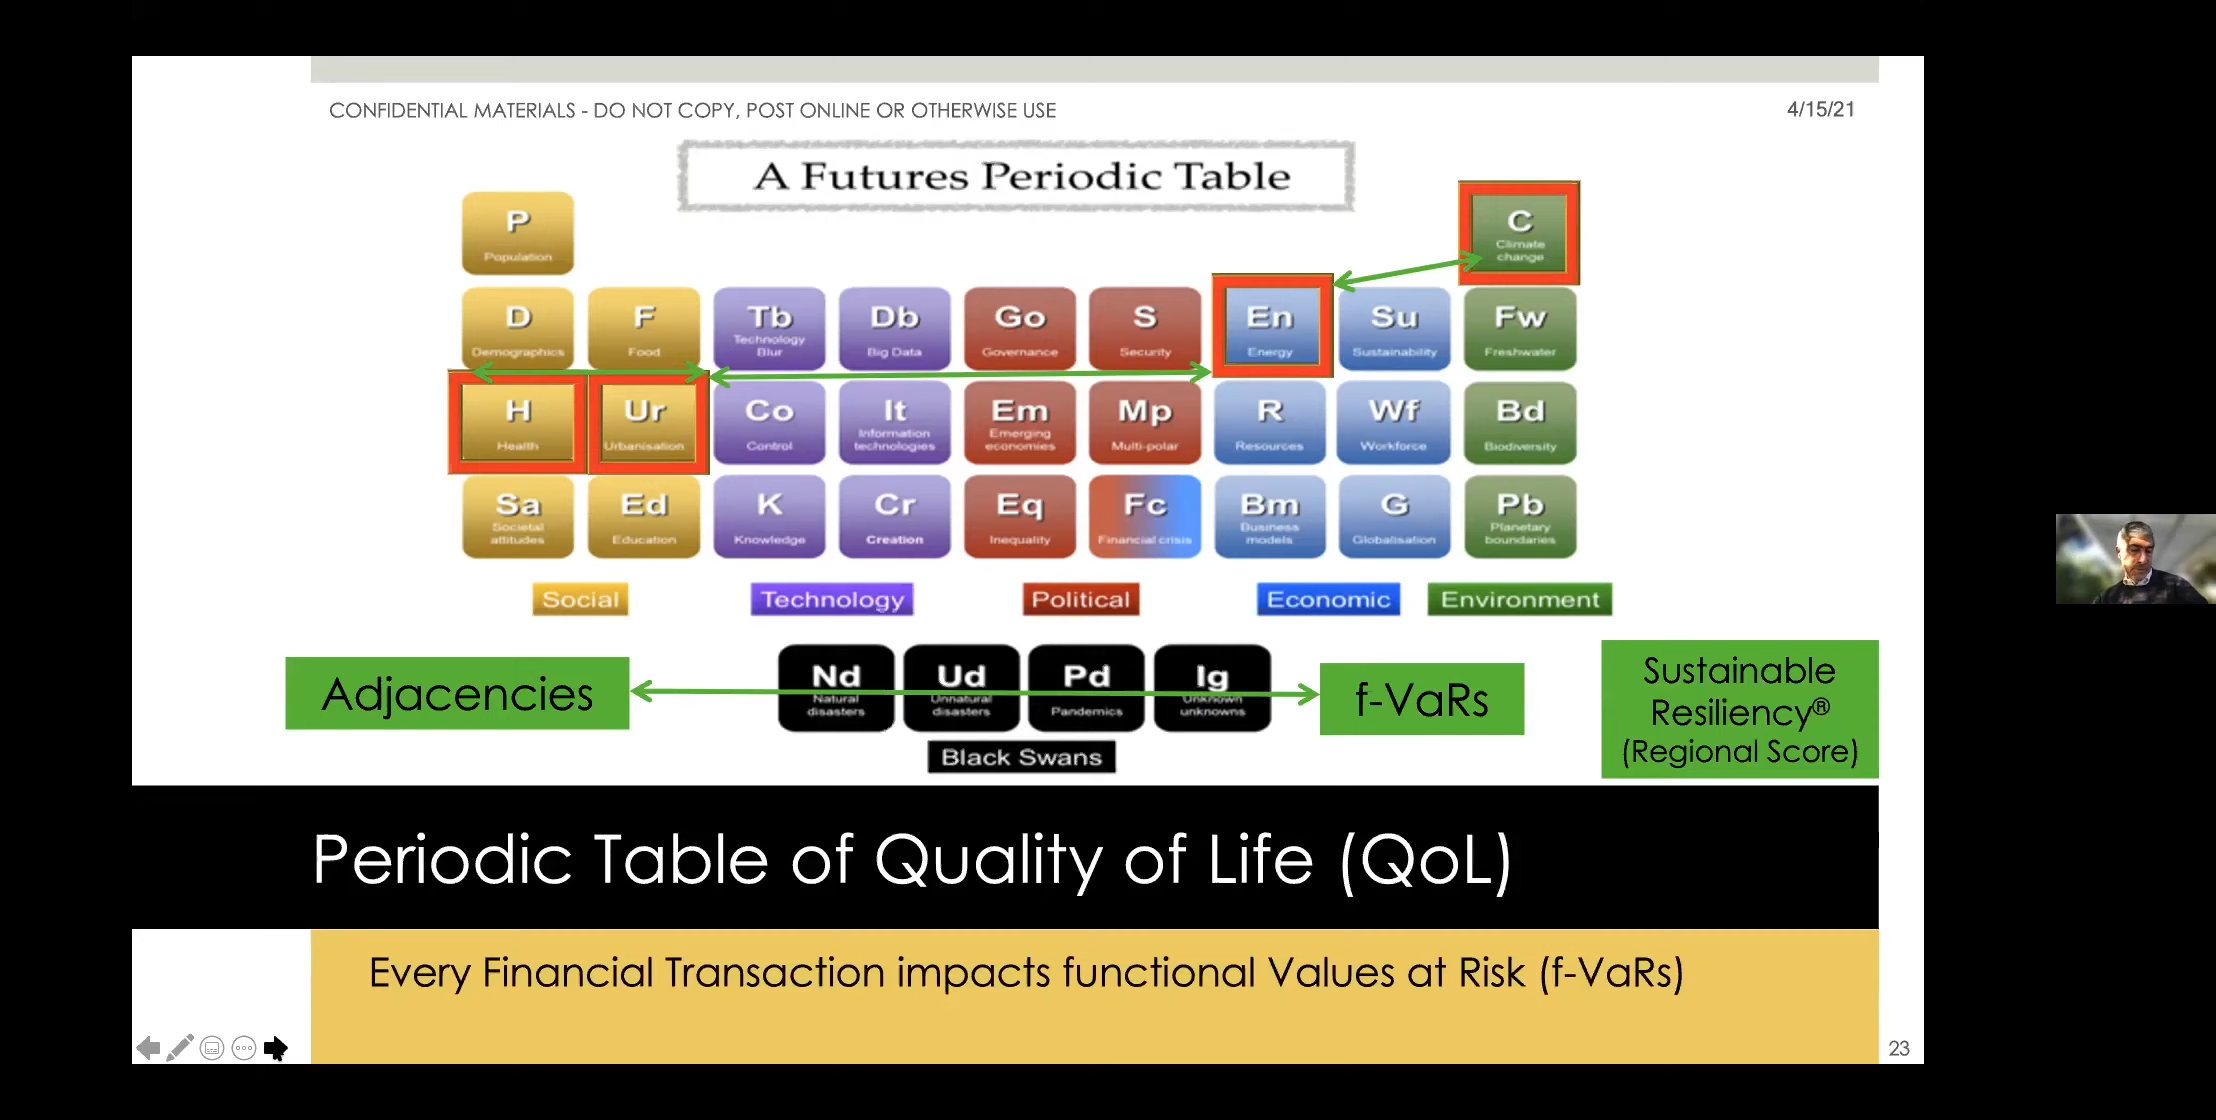 CONFIDENTIAL MATERIALS - DO NOT COPY, POST ONLINE OR OTHERWISE USE
4/15/21
A Futures Periodic Table
P
Population
C
Climate
change
D
Demographics
F
Food
Tb
Technology
Blur
Db
Big Data
Go
Governance
S
Security
En
Energy
Su
Sustainability
Fw
Freshwater
H
Health
Ur
Urbanisation
Co
Control
It
Information
technologies
Em
Emerging
economies
Mp
Multi-polar
R
Resources
Wf
Workforce
Bd
Biodiversity
Sa
Societal
attitudes
Ed
Education
K
Knowledge
Cr
Creation
Eq
Inequality
Fc
Financial crisis
Bm
Business
models
G
Globalisation
Pb
Planetary
boundaries
Social
Technology
Political
Economic
Environment
Adjacencies
Nd
Natural
disasters
Ud
Unnatural
disasters
Pd
Pandemics
Ig
Unknown
unknowns
f-VaRs
Sustainable
Resiliency®
(Regional Score)
Black Swans
Periodic Table of Quality of Life (QoL)
Every Financial Transaction impacts functional Values at Risk (f-VaRs)
23